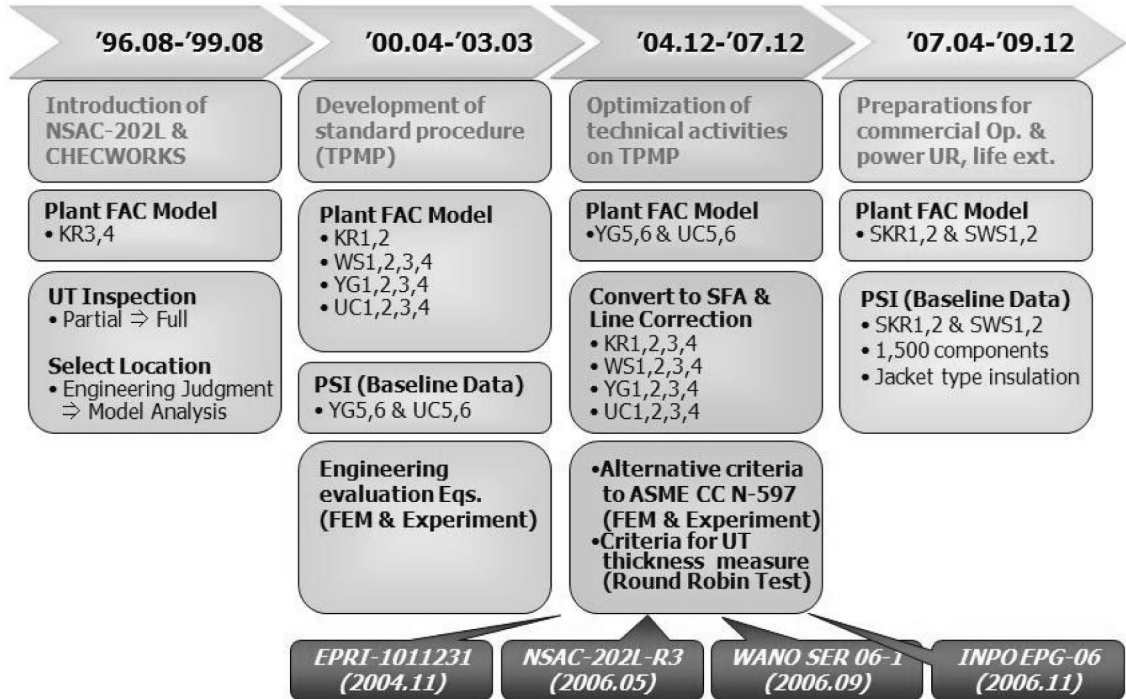 ’96.08-’99.08
’00.04-’03.03
’04.12-’07.12
’07.04-’09.12
Introduction of
NSAC-202L &
CHECWORKS
Plant FAC Model
• KR3,4
UT Inspection
• Partial ⇒ Full
Select Location
• Engineering Judgment
⇒ Model Analysis
Development of
standard procedure
(TPMP)
Plant FAC Model
• KR1,2
• WS1,2,3,4
• YG1,2,3,4
• UC1,2,3,4
PSI (Baseline Data)
• YG5,6 & UC5,6
Engineering
evaluation Eqs.
(FEM & Experiment)
Optimization of
technical activities
on TPMP
Plant FAC Model
•YG5,6 & UC5,6
Convert to SFA &
Line Correction
• KR1,2,3,4
• WS1,2,3,4
• YG1,2,3,4
• UC1,2,3,4
•Alternative criteria
to ASME CC N-597
(FEM & Experiment)
•Criteria for UT
thickness measure
(Round Robin Test)
Preparations for
commercial Op. &
power UR, life ext.
Plant FAC Model
• SKR1,2 & SWS1,2
PSI (Baseline Data)
• SKR1,2 & SWS1,2
• 1,500 components
• Jacket type insulation
EPRI-1011231
(2004.11)
NSAC-202L-R3
(2006.05)
WANO SER 06-1
(2006.09)
INPO EPG-06
(2006.11)